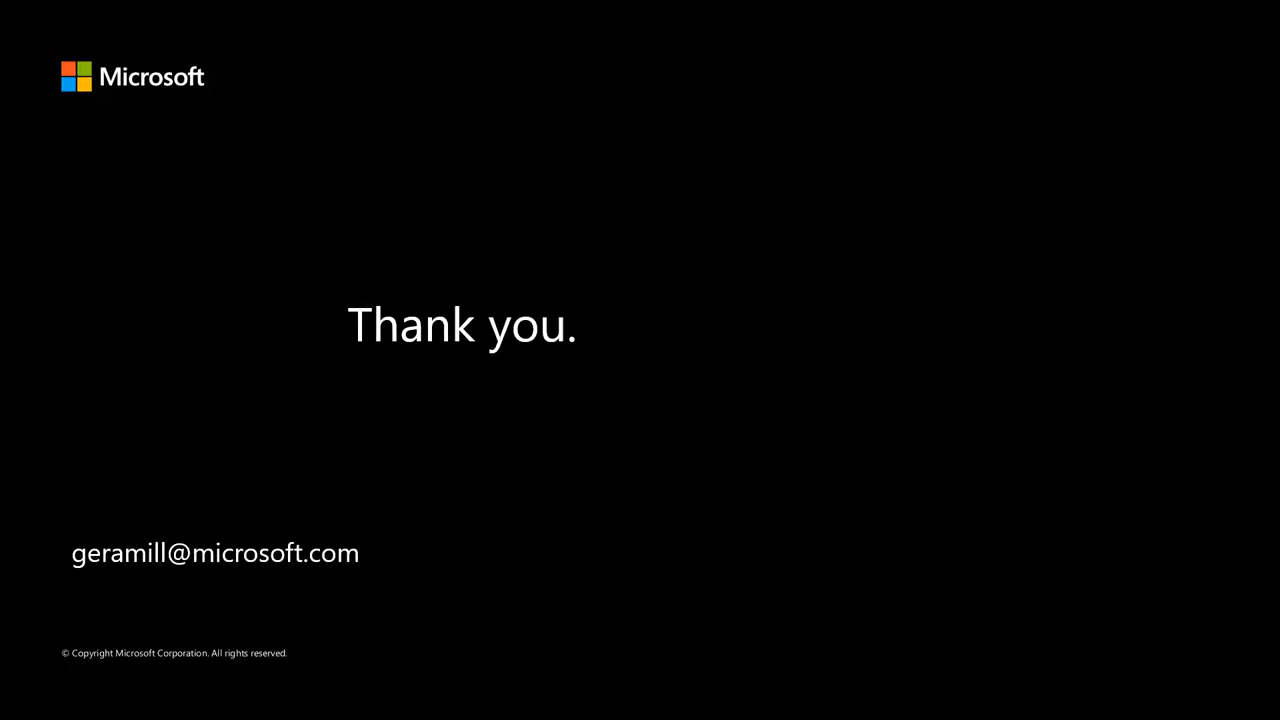 Microsoft
Thank you.
geramill@microsoft.com
© Copyright Microsoft Corporation. All rights reserved.